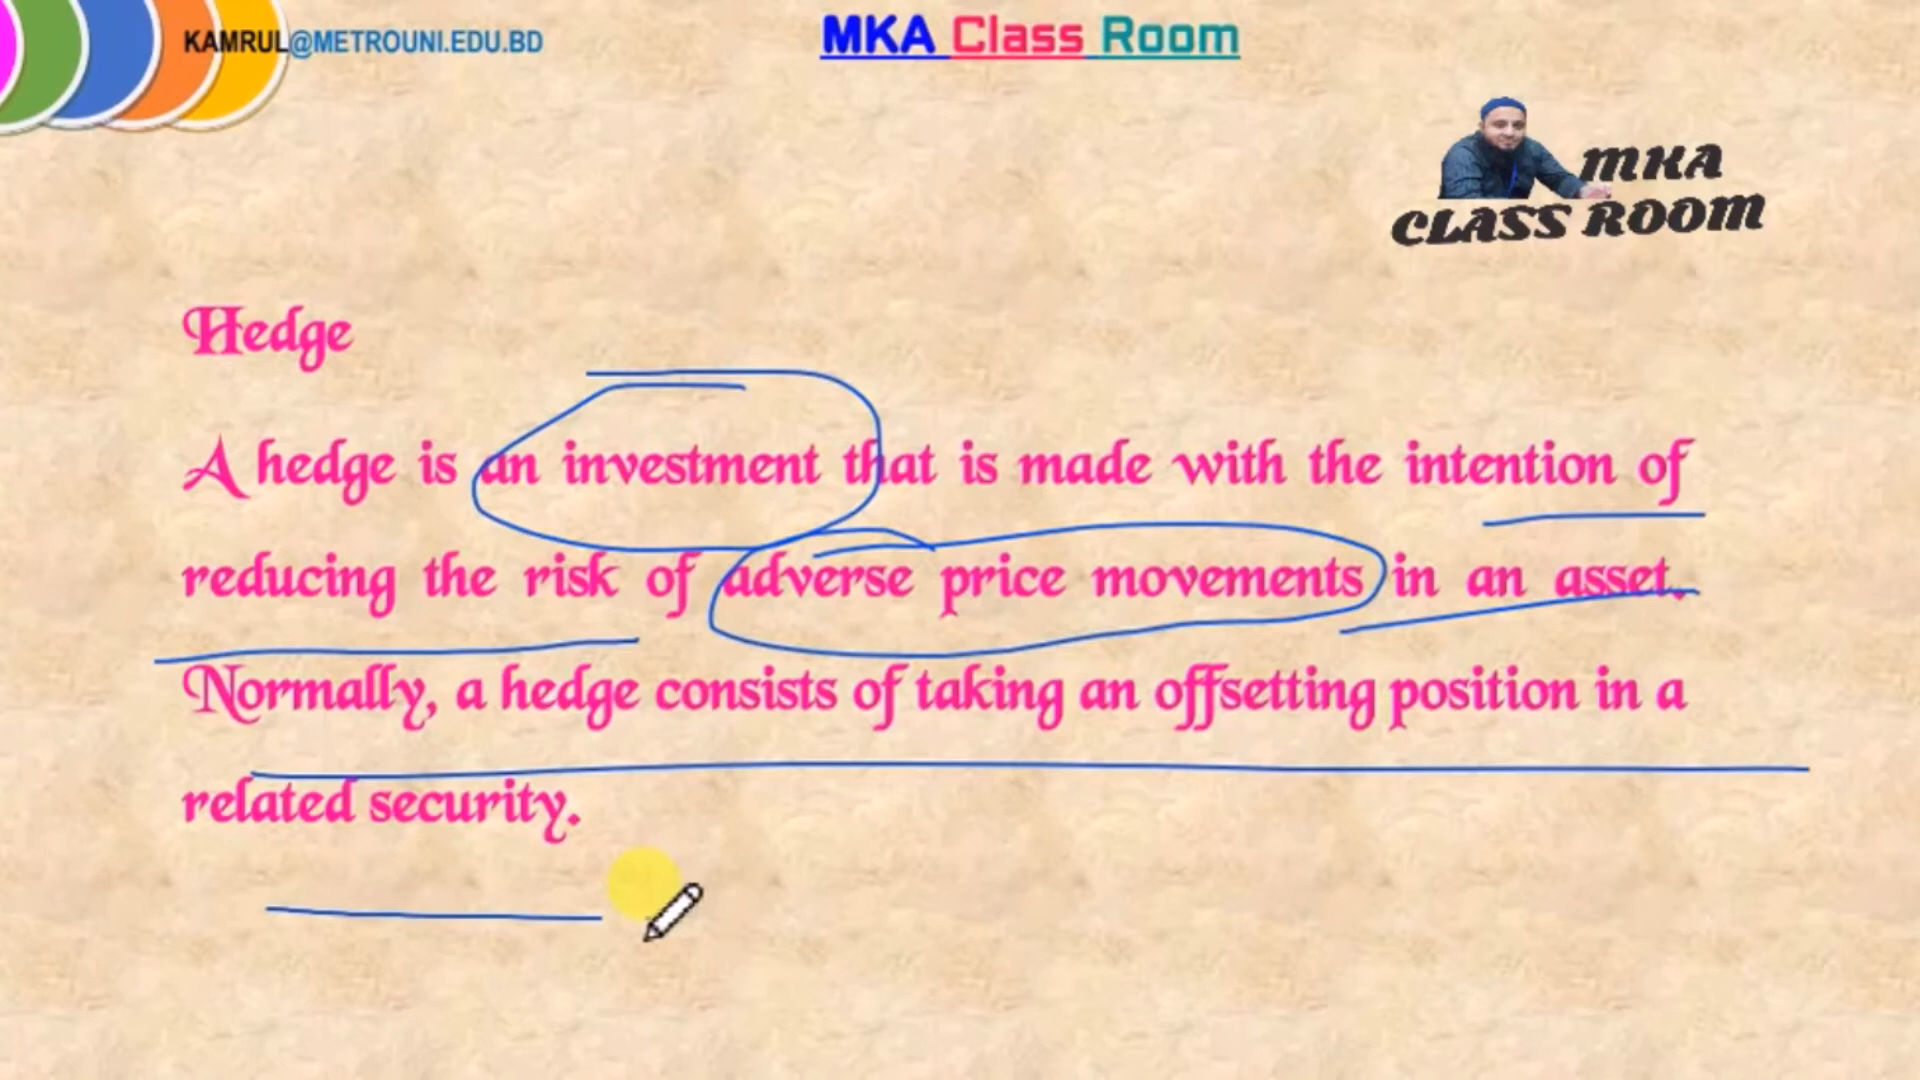 KAMRUL@METROUNI.EDU.BD
MKA Class Room
MKA
CLASS ROOM
Hedge
A hedge is an investment that is made with the intention of
reducing the risk of adverse price movements in an asset.
Normally, a hedge consists of taking an offsetting position in a
related security.